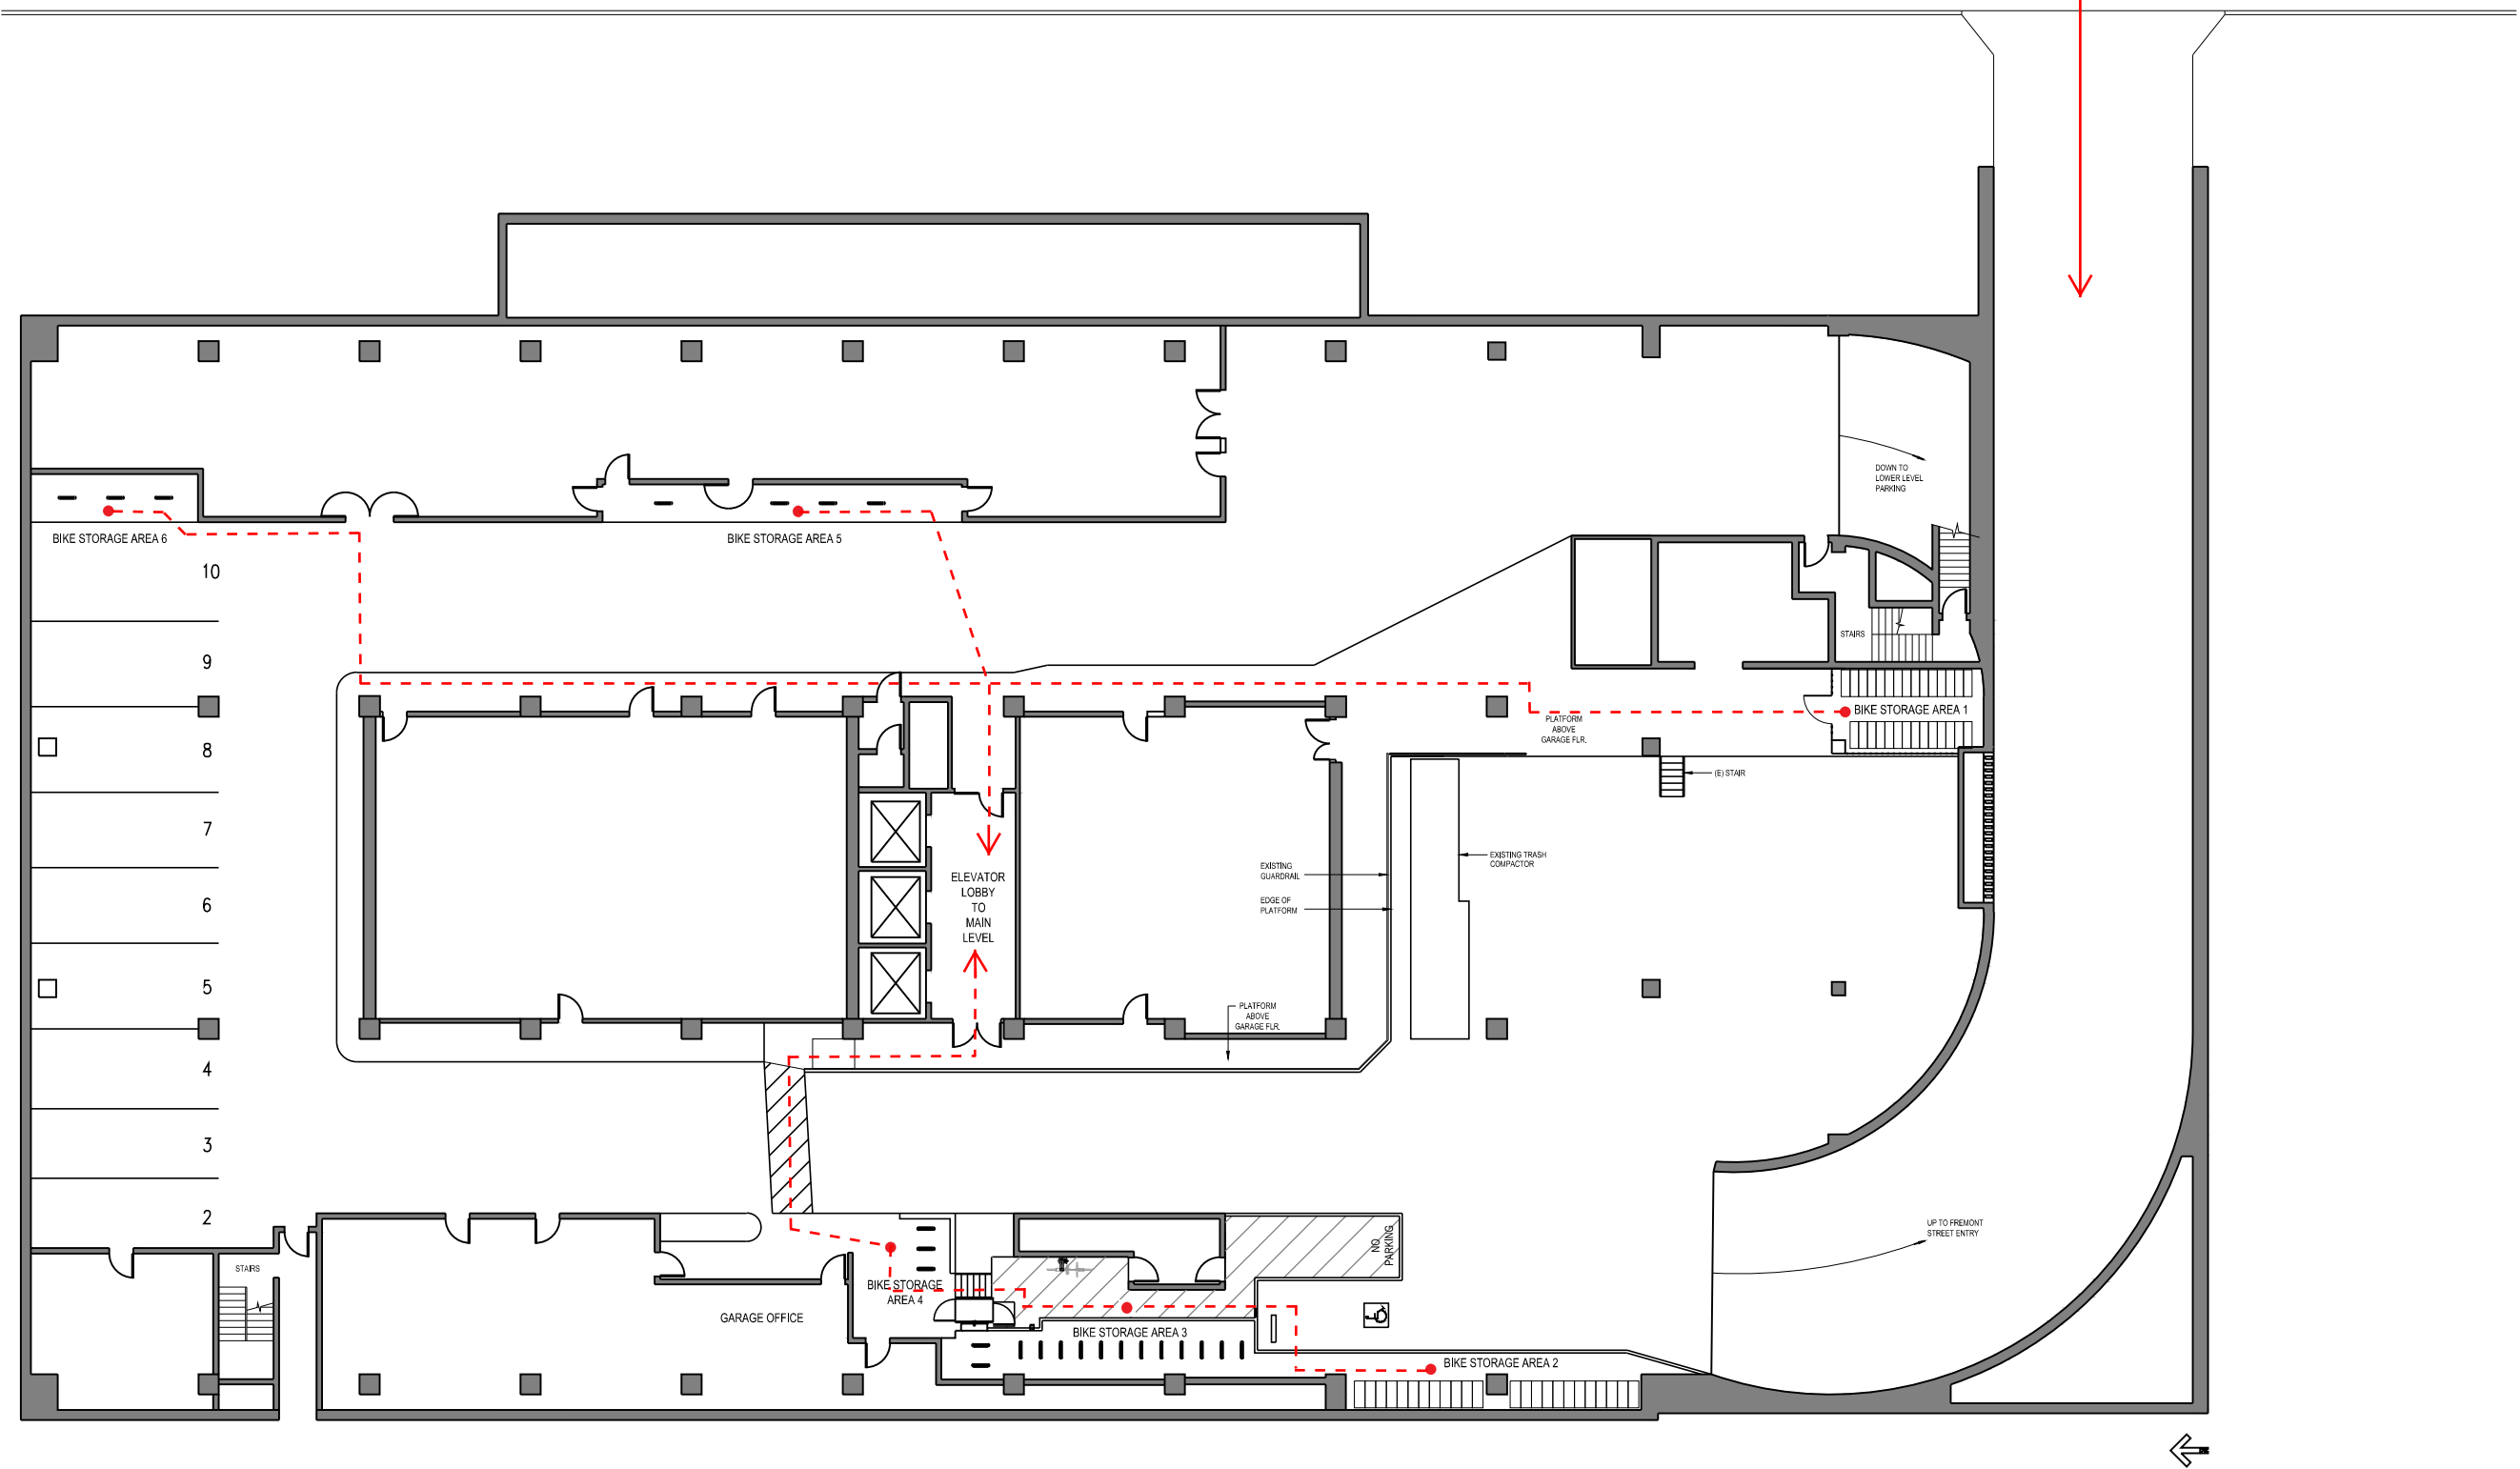 DOWN TO
LOWER LEVEL
PARKING
BIKE STORAGE AREA 6
BIKE STORAGE AREA 5
10
9
STAIRS
BIKE STORAGE AREA 1
PLATFORM
ABOVE
GARAGE FLR.
8
(E) STAIR
7
EXISTING TRASH
COMPACTOR
EXISTING
GUARDRAIL
ELEVATOR
LOBBY
TO
MAIN
LEVEL
6
EDGE OF
PLATFORM
5
PLATFORM
ABOVE
GARAGE FLR.
4
3
2
UP TO FREMONT
STREET ENTRY
NO
PARKING
STAIRS
BIKE STORAGE
AREA 4
GARAGE OFFICE
BIKE STORAGE AREA 3
BIKE STORAGE AREA 2